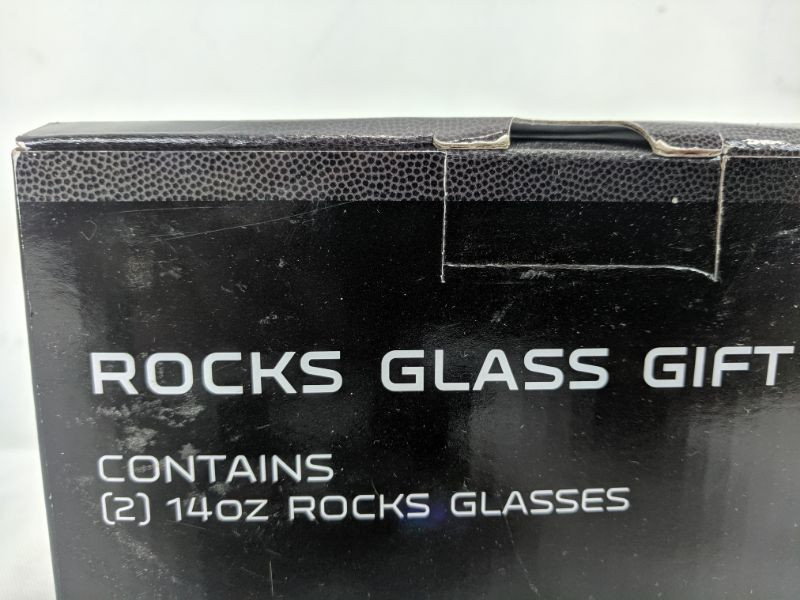 ROCKS GLASS GIFT
CONTAINS
(2) 14oz ROCKS GLASSES